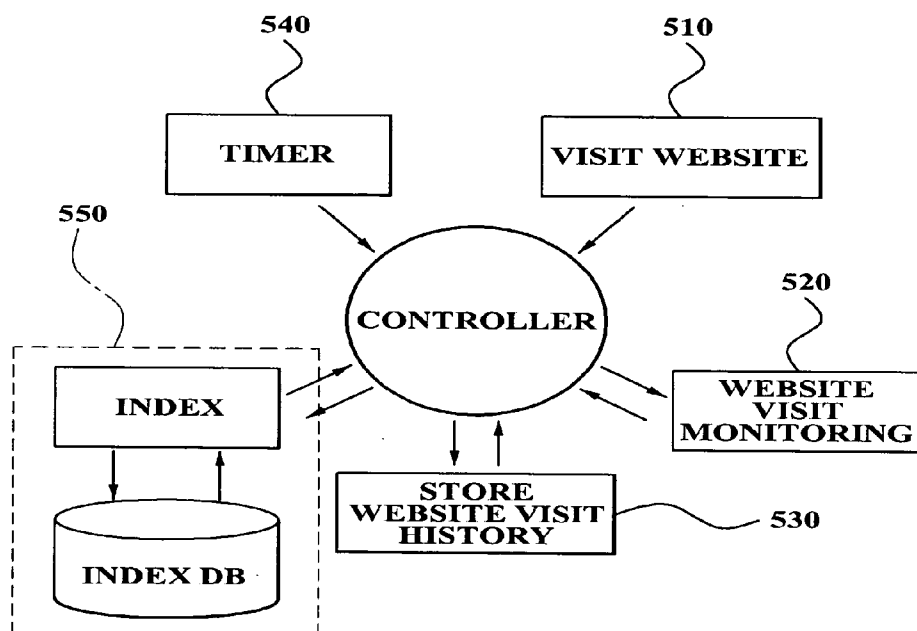 540
510
TIMER
VISIT WEBSITE
550
520
CONTROLLER
INDEX
WEBSITE
VISIT
MONITORING
STORE
WEBSITE VISIT
HISTORY
530
INDEX DB